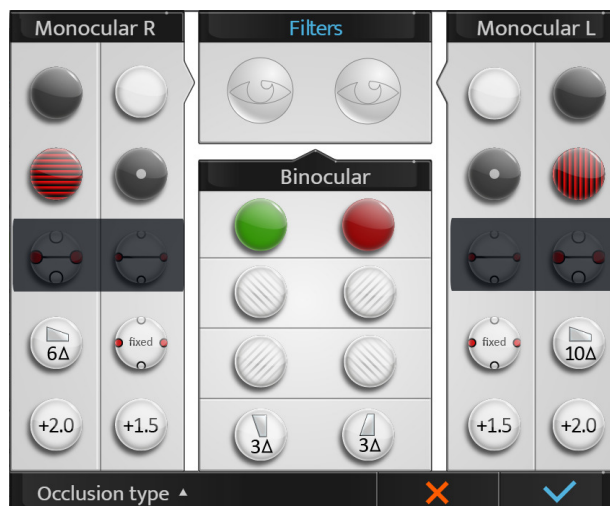 Monocular R
Filters
Monocular L
Binocular
6Δ
fixed
fixed
10Δ
+2.0
+1.5
3Δ
3Δ
+1.5
+2.0
Occlusion type ▲